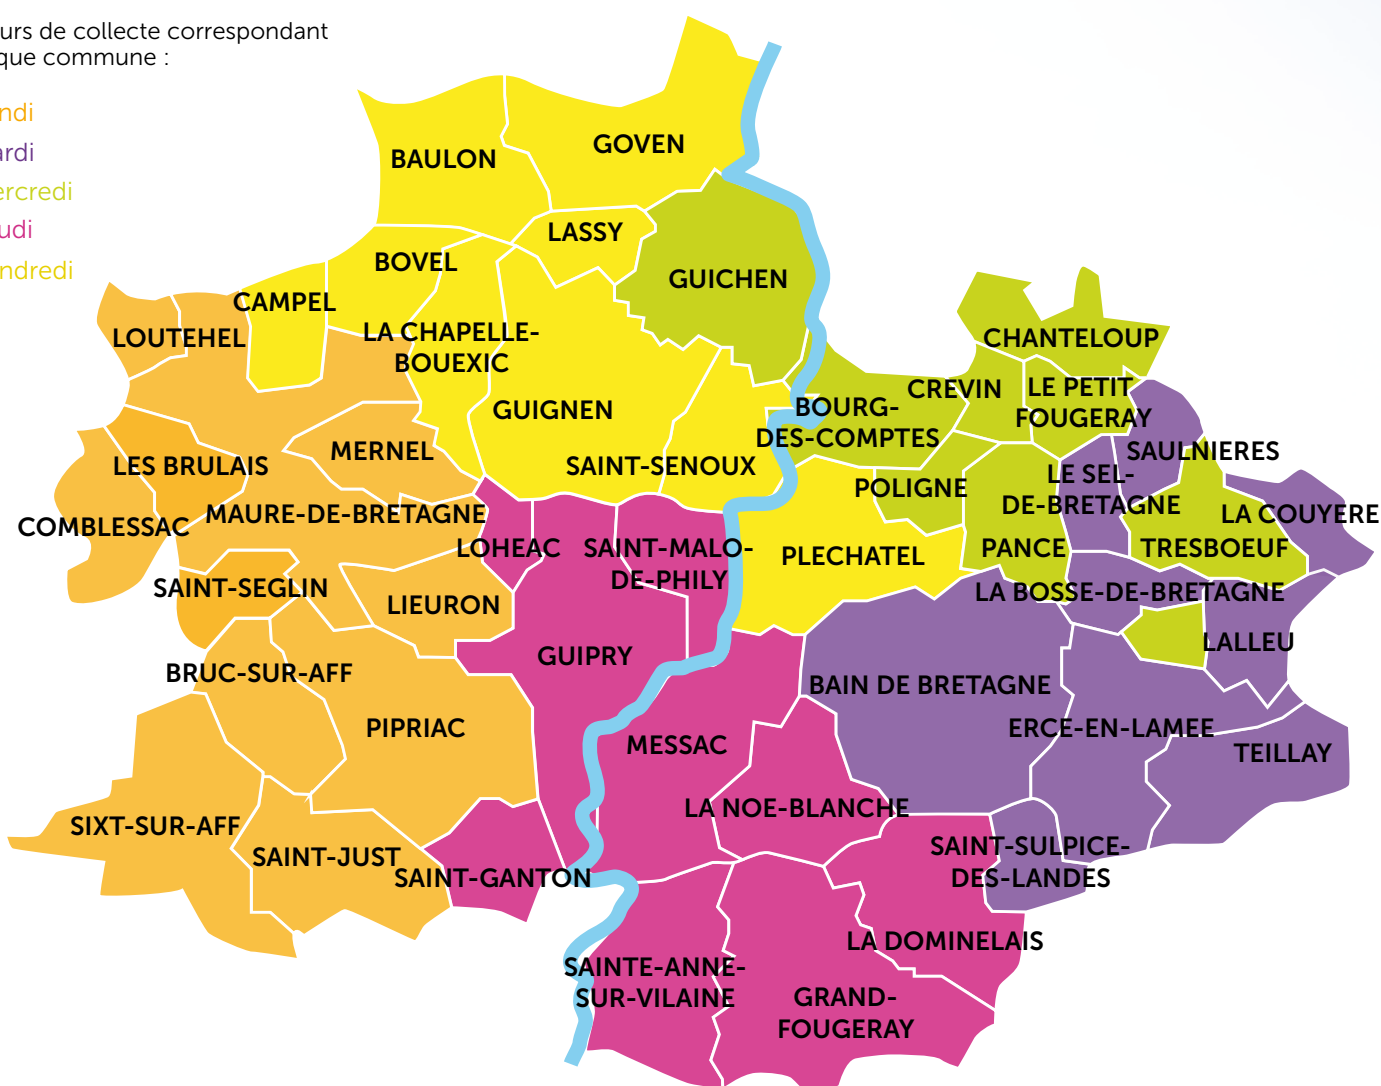 urs de collecte correspondant
que commune :
ndi
ardi
ercredi
udi
ndredi
BAULON
GOVEN
LASSY
BOVEL
GUICHEN
CAMPEL
LOUTEHEL
LA CHAPELLE-
BOUEXIC
CHANTELOUP
CREVIN
LE PETIT
FOUGERAY
GUIGNEN
BOURG-
DES-COMPTES
MERNEL
SAULNIERES
LES BRULAIS
SAINT-SENOUX
LE SEL-
DE-BRETAGNE
POLIGNE
COMBLESSAC
MAURE-DE-BRETAGNE
LA COUYERE
LOHEAC
SAINT-MALO-
DE-PHILY
PLECHATEL
PANCE
TRESBOEUF
SAINT-SEGLIN
LIEURON
LA BOSSE-DE-BRETAGNE
LALLEU
GUIPRY
BRUC-SUR-AFF
BAIN DE BRETAGNE
PIPRIAC
ERCE-EN-LAMEE
MESSAC
TEILLAY
LA NOE-BLANCHE
SIXT-SUR-AFF
SAINT-JUST
SAINT-SULPICE-
DES-LANDES
SAINT-GANTON
LA DOMINELAIS
SAINTE-ANNE-
SUR-VILAINE
GRAND-
FOUGERAY